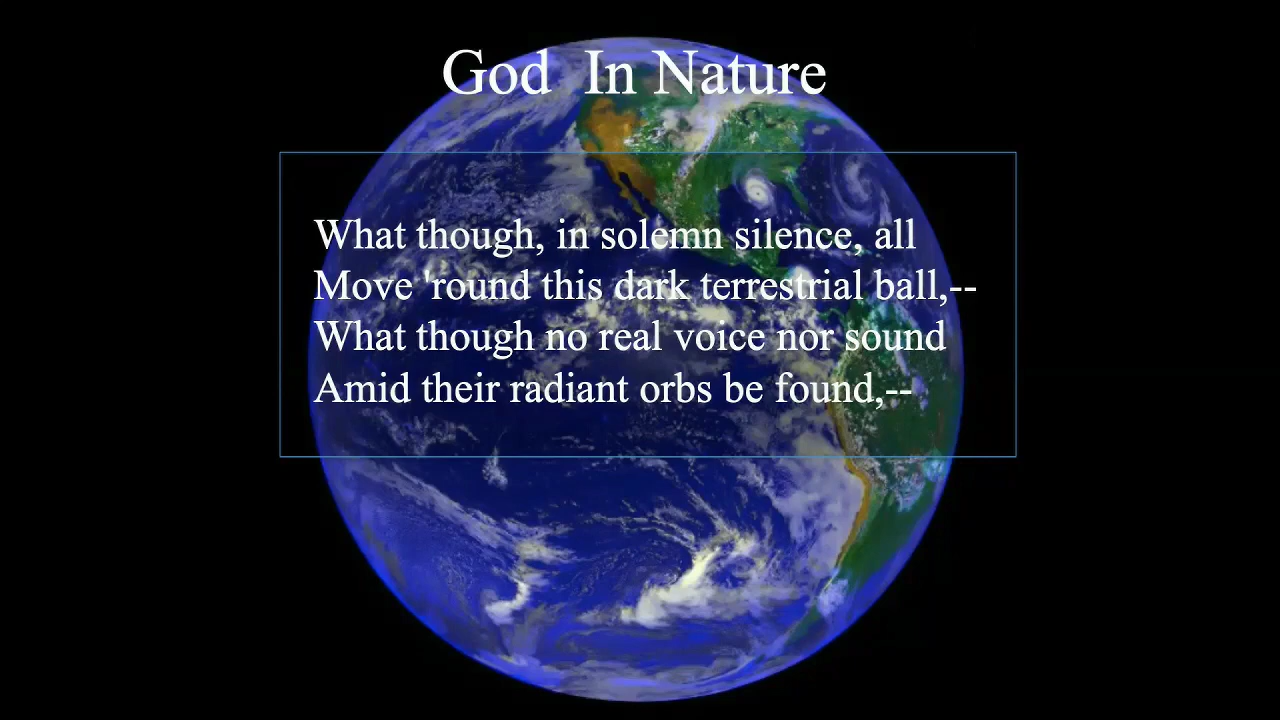 God In Nature
What though, in solemn silence, all
Move 'round this dark terrestrial ball,--
What though no real voice nor sound
Amid their radiant orbs be found,--